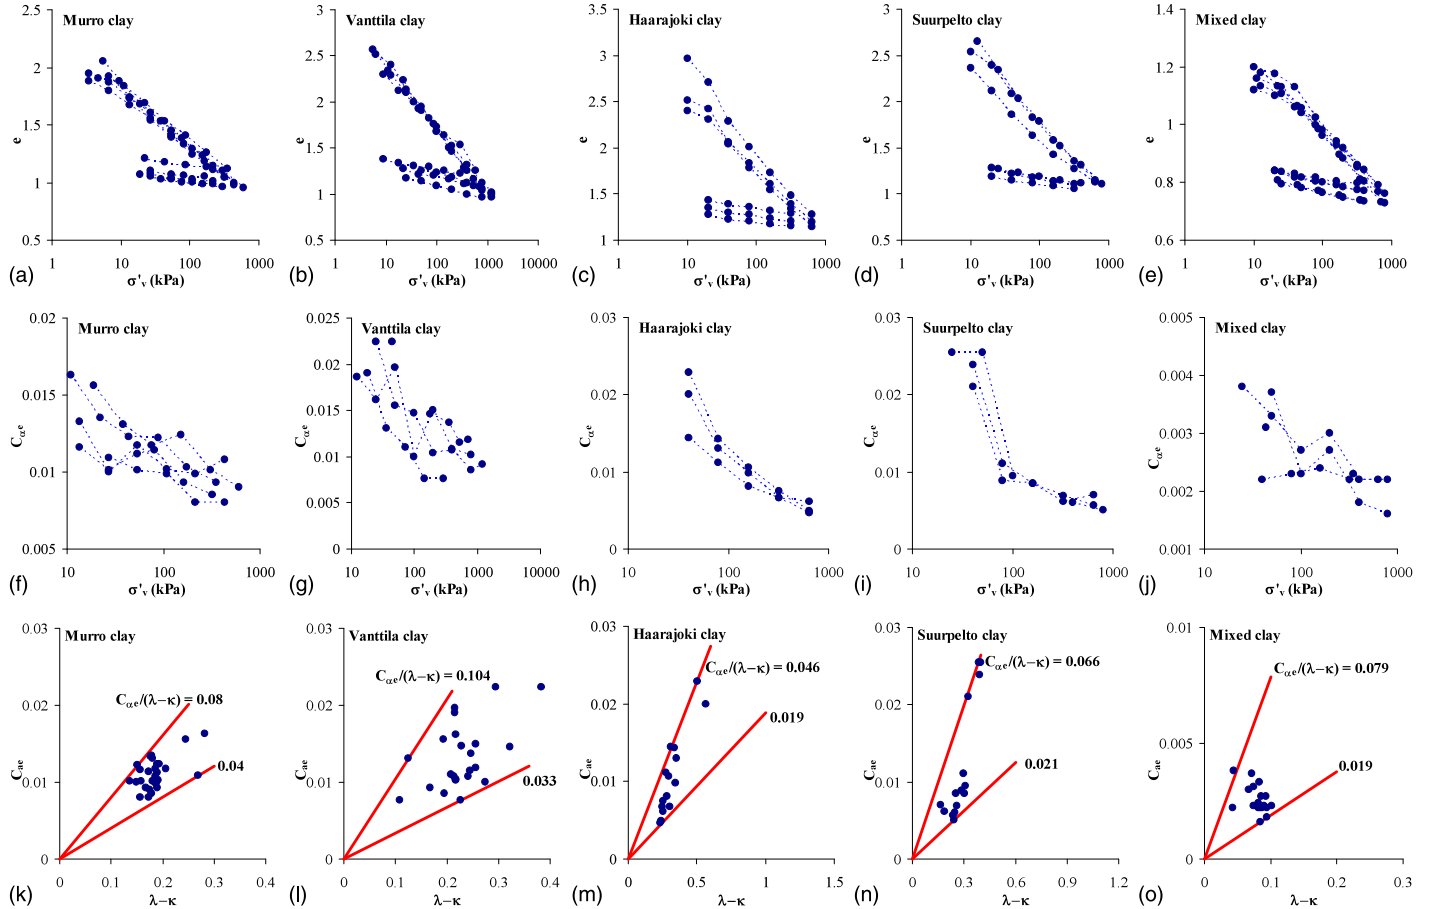 Murro clay
2.5
2
1.5
1
0.5
e
1
10
100
1000
σ'v (kPa)
(a)
Vanttila clay
3
2.5
2
1.5
1
0.5
e
1
10
100
1000
10000
σ'v (kPa)
(b)
Haarajoki clay
3.5
3
2.5
2
1.5
1
e
1
10
100
1000
σ'v (kPa)
(c)
Suurpelto clay
3
2.5
2
1.5
1
0.5
e
1
10
100
1000
σ'v (kPa)
(d)
Mixed clay
1.4
1.2
1.0
0.8
0.6
e
1
10
100
1000
σ'v (kPa)
(e)
Murro clay
0.02
0.015
0.01
0.005
Cαe
10
100
1000
σ'v (kPa)
(f)
Vanttila clay
0.025
0.02
0.015
0.01
0.005
0
Cαe
10
100
1000
10000
σ'v (kPa)
(g)
Haarajoki clay
0.03
0.02
0.01
0
Cαe
10
100
1000
σ'v (kPa)
(h)
Suurpelto clay
0.03
0.02
0.01
0
Cαe
10
100
1000
σ'v (kPa)
(i)
Mixed clay
0.005
0.004
0.003
0.002
0.001
Cαe
10
100
1000
σ'v (kPa)
(j)
Murro clay
0.03
0.02
0.01
0
Cae
Cαe/(λ−κ) = 0.08
0.04
0
0.1
0.2
0.3
0.4
λ−κ
(k)
Vanttila clay
0.03
0.02
0.01
0
Cae
Cαe/(λ−κ) = 0.104
0.033
0
0.1
0.2
0.3
0.4
λ−κ
(l)
Haarajoki clay
0.03
0.02
0.01
0
Cae
Cαe/(λ−κ) = 0.046
0.019
0
0.5
1
1.5
λ−κ
(m)
Suurpelto clay
0.03
0.02
0.01
0
Cae
Cαe/(λ−κ) = 0.066
0.021
0
0.3
0.6
0.9
1.2
λ−κ
(n)
Mixed clay
0.01
0.005
0
Cae
Cαe/(λ−κ) = 0.079
0.019
0
0.1
0.2
0.3
λ−κ
(o)